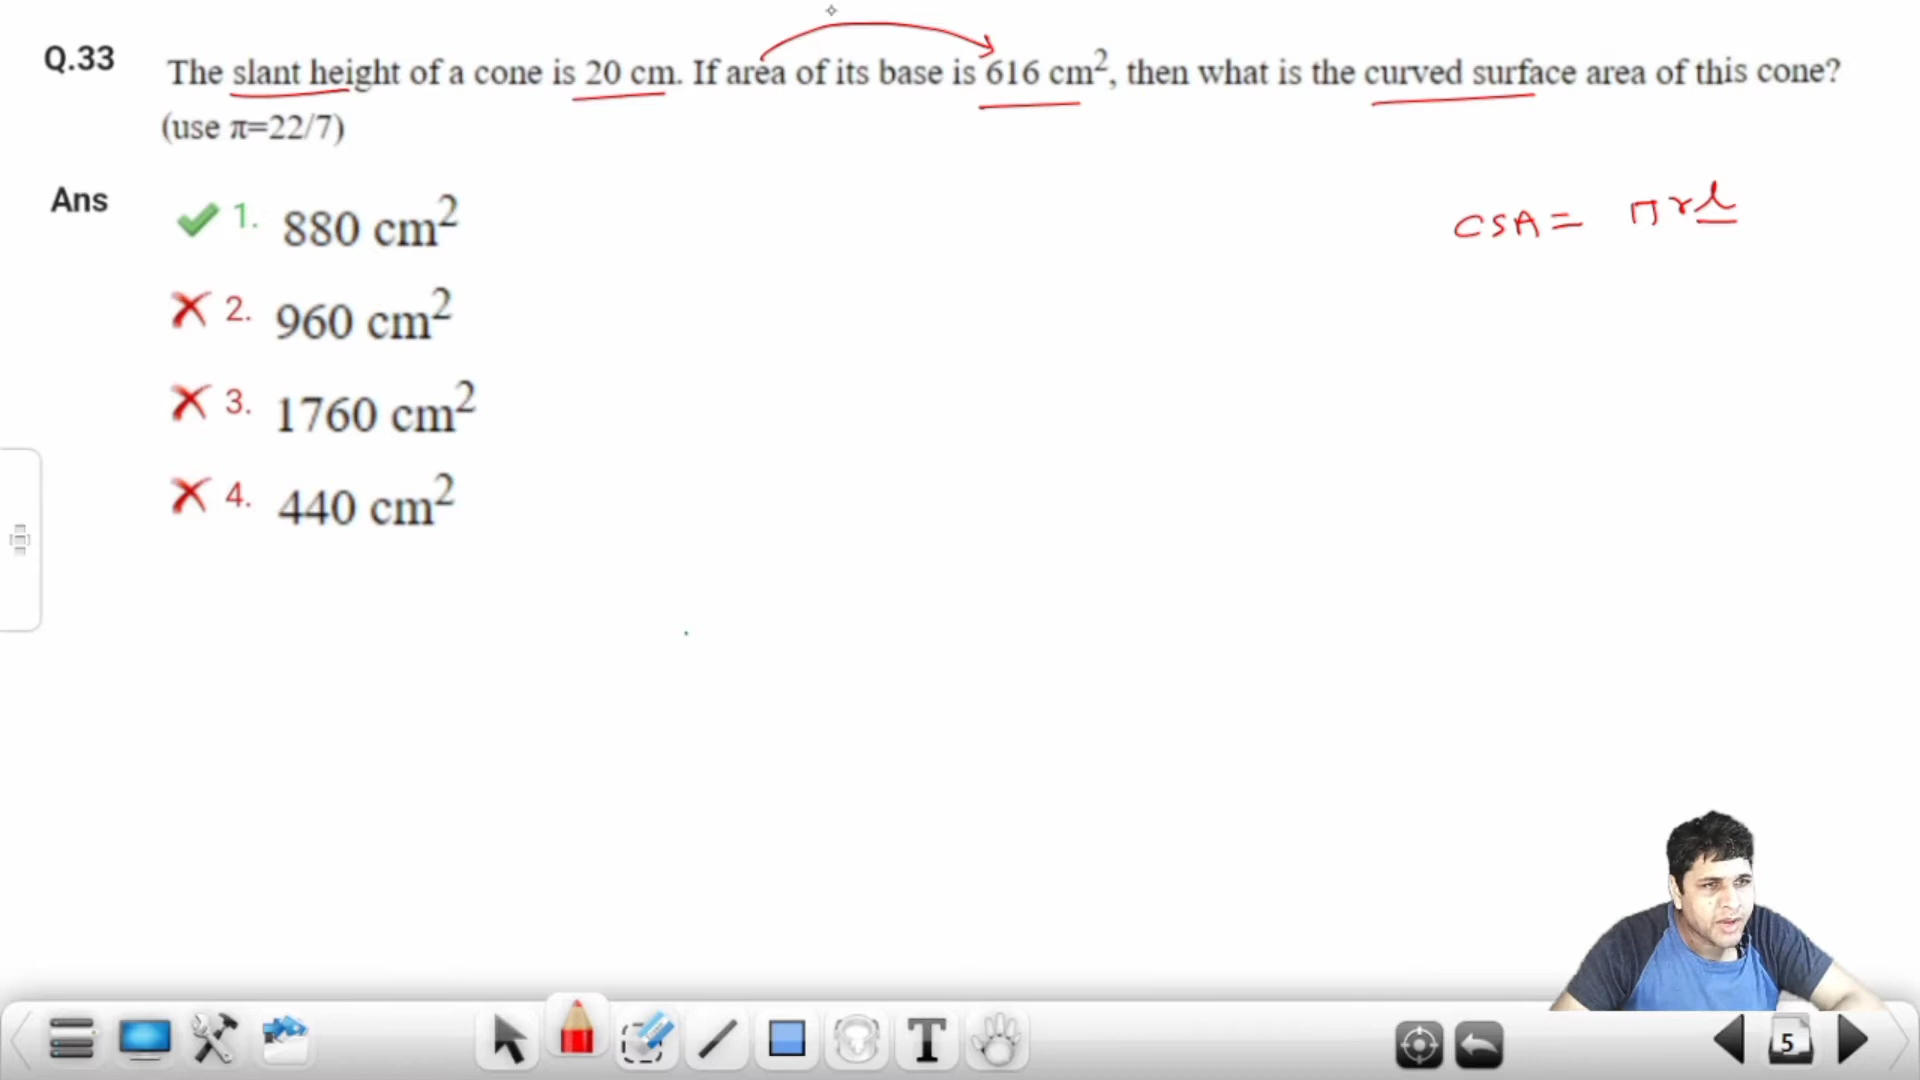 Q.33 The slant height of a cone is 20 cm. If area of its base is 616 cm², then what is the curved surface area of this cone?
(use π=22/7)
Ans
1. 880 cm²
2. 960 cm²
3. 1760 cm²
4. 440 cm²
CSA = πrl
T
5